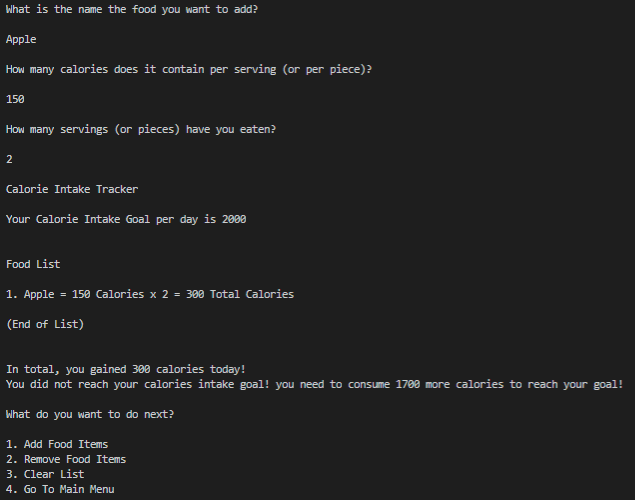 What is the name the food you want to add?
Apple
How many calories does it contain per serving (or per piece)?
150
How many servings (or pieces) have you eaten?
2
Calorie Intake Tracker
Your Calorie Intake Goal per day is 2000
Food List
1. Apple = 150 Calories x 2 = 300 Total Calories
(End of List)
In total, you gained 300 calories today!
You did not reach your calories intake goal! you need to consume 1700 more calories to reach your goal!
What do you want to do next?
1. Add Food Items
2. Remove Food Items
3. Clear List
4. Go To Main Menu